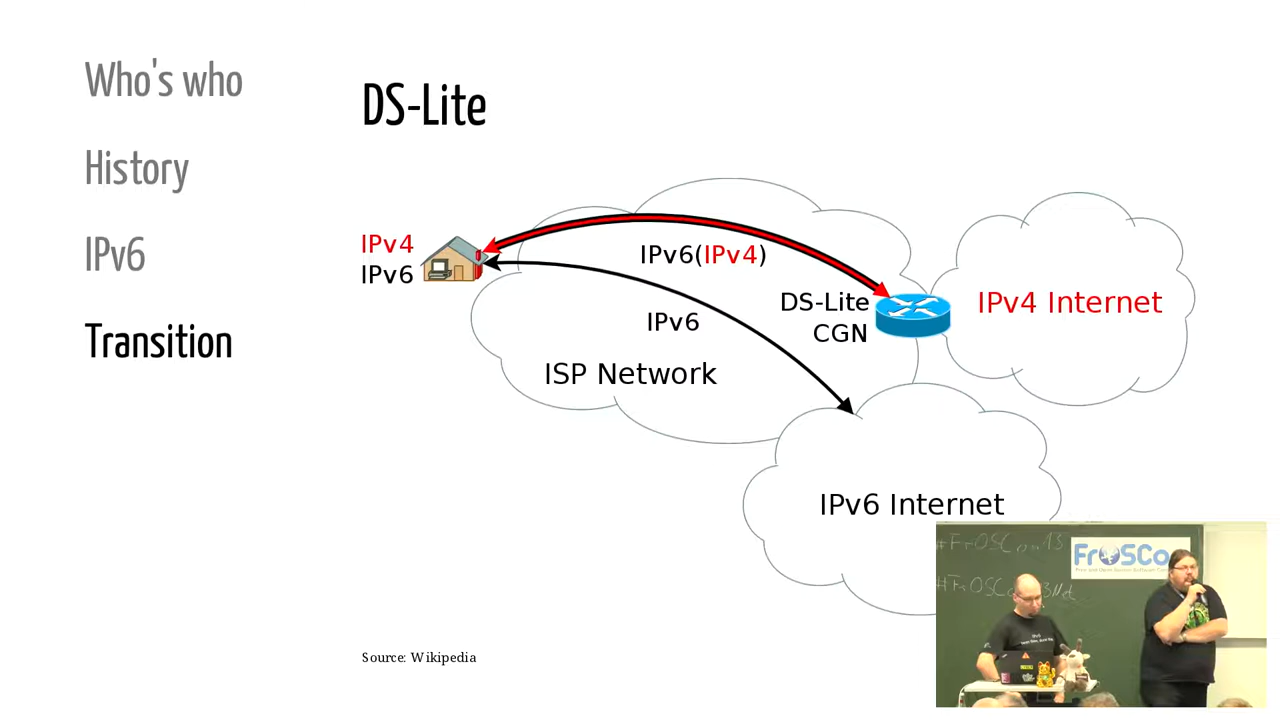 Who's who
History
IPv6
Transition
DS-Lite
IPv4
IPv6
IPv6(IPv4)
IPv6
DS-Lite
CGN
IPv4 Internet
ISP Network
IPv6 Internet
Source: Wikipedia
#FrOSCon13
FrOSCo